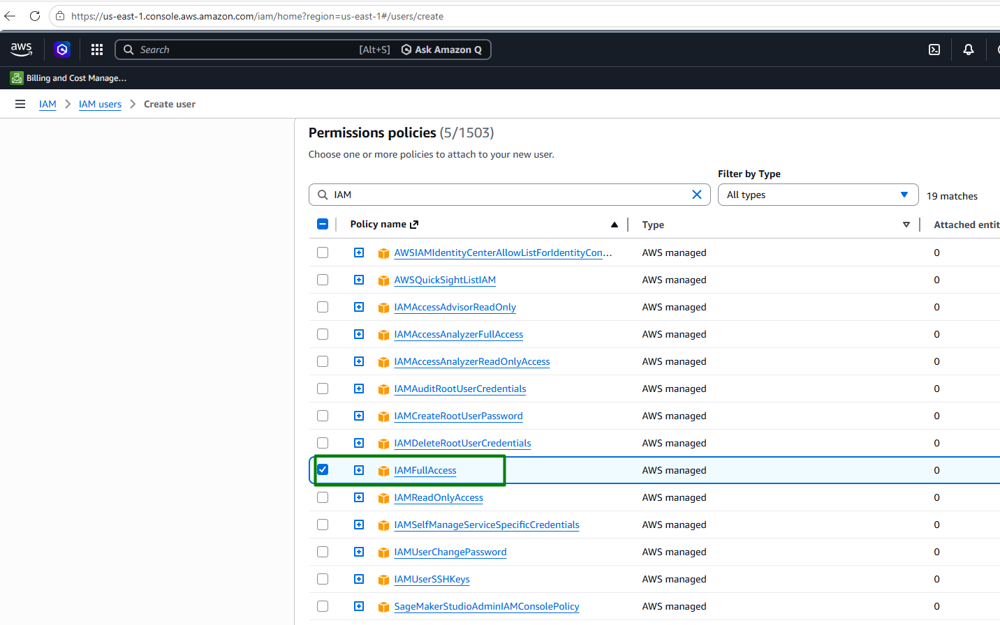 https://us-east-1.console.aws.amazon.com/iam/home?region=us-east-1#/users/create
aws Search [Alt+S] Ask Amazon Q
Billing and Cost Manage...
IAM > IAM users > Create user
Permissions policies (5/1503)
Choose one or more policies to attach to your new user.
Filter by Type
IAM All types 19 matches
Policy name Type Attached entit
AWSIAMIdentityCenterAllowListForIdentityCon... AWS managed 0
AWSQuickSightListIAM AWS managed 0
IAMAccessAdvisorReadOnly AWS managed 0
IAMAccessAnalyzerFullAccess AWS managed 0
IAMAccessAnalyzerReadOnlyAccess AWS managed 0
IAMAuditRootUserCredentials AWS managed 0
IAMCreateRootUserPassword AWS managed 0
IAMDeleteRootUserCredentials AWS managed 0
IAMFullAccess AWS managed 0
IAMReadOnlyAccess AWS managed 0
IAMSelfManageServiceSpecificCredentials AWS managed 0
IAMUserChangePassword AWS managed 0
IAMUserSSHKeys AWS managed 0
SageMakerStudioAdminIAMConsolePolicy AWS managed 0